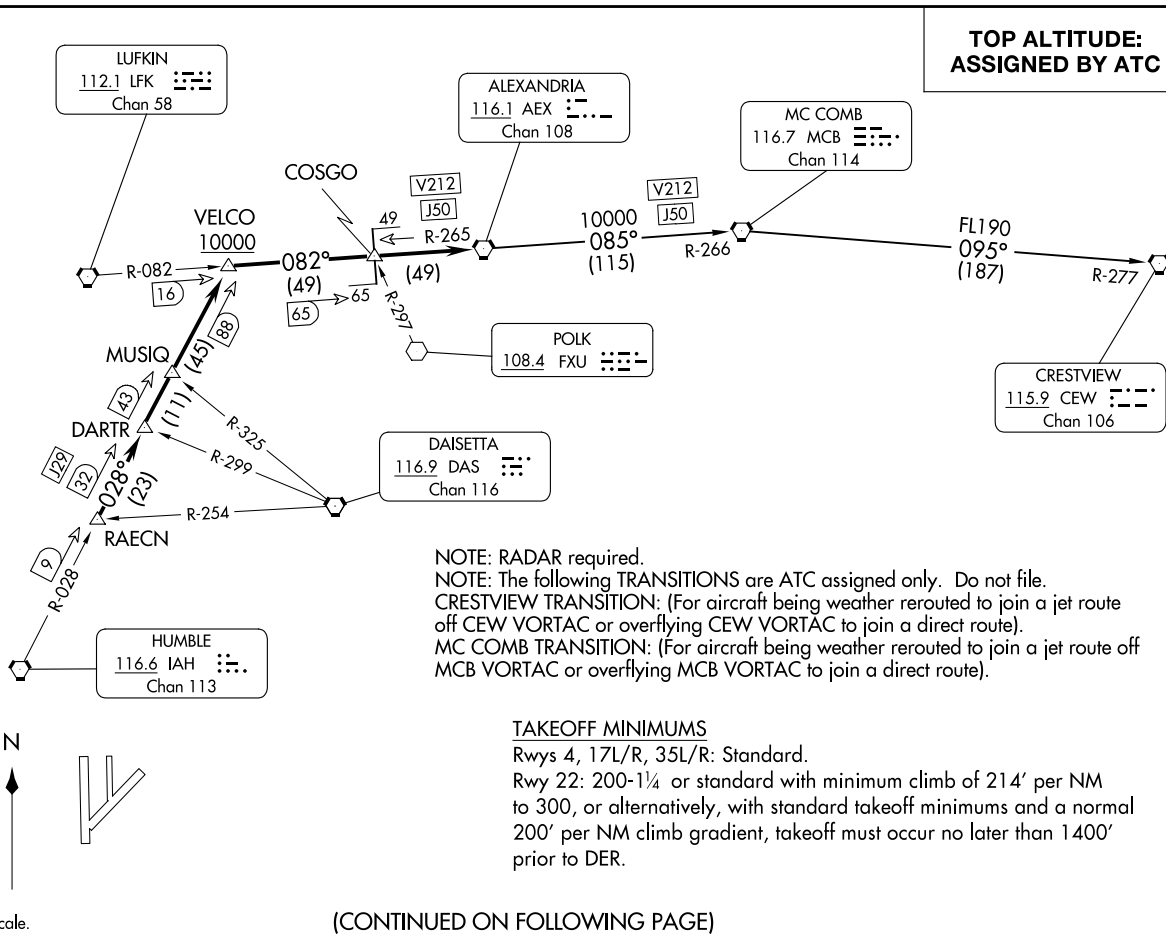 TOP ALTITUDE:
ASSIGNED BY ATC
LUFKIN
112.1 LFK
Chan 58
ALEXANDRIA
116.1 AEX
Chan 108
MC COMB
116.7 MCB
Chan 114
COSGO
V212
J50
49
R-265
VELCO
10000
R-082
16
082°
(49)
65
65
(49)
R-297
10000
085°
(115)
V212
J50
R-266
FL190
095°
(187)
R-277
POLK
108.4 FXU
CRESTVIEW
115.9 CEW
Chan 106
88
(45)
MUSIQ
43
(11)
DARTR
R-325
R-299
DAISETTA
116.9 DAS
Chan 116
J29
32
028°
(23)
R-254
RAECN
9
R-028
HUMBLE
116.6 IAH
Chan 113
NOTE: RADAR required.
NOTE: The following TRANSITIONS are ATC assigned only. Do not file.
CRESTVIEW TRANSITION: (For aircraft being weather rerouted to join a jet route
off CEW VORTAC or overflying CEW VORTAC to join a direct route).
MC COMB TRANSITION: (For aircraft being weather rerouted to join a jet route off
MCB VORTAC or overflying MCB VORTAC to join a direct route).
TAKEOFF MINIMUMS
Rwys 4, 17L/R, 35L/R: Standard.
Rwy 22: 200-1¼ or standard with minimum climb of 214' per NM
to 300, or alternatively, with standard takeoff minimums and a normal
200' per NM climb gradient, takeoff must occur no later than 1400'
prior to DER.
N
cale.
(CONTINUED ON FOLLOWING PAGE)